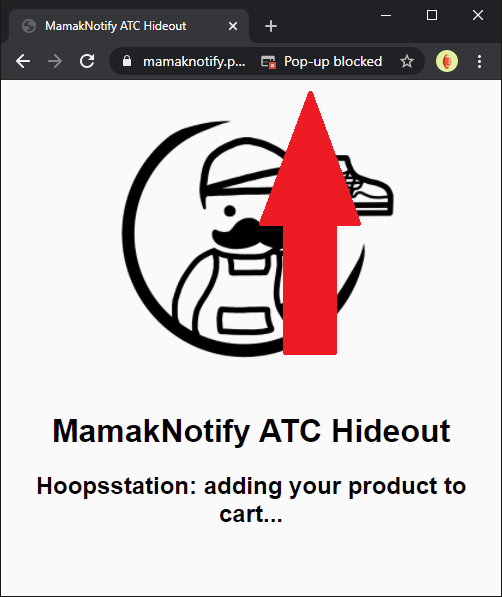 MamakNotify ATC Hideout
mamaknotify.p... Pop-up blocked
MamakNotify ATC Hideout
Hoopsstation: adding your product to
cart...